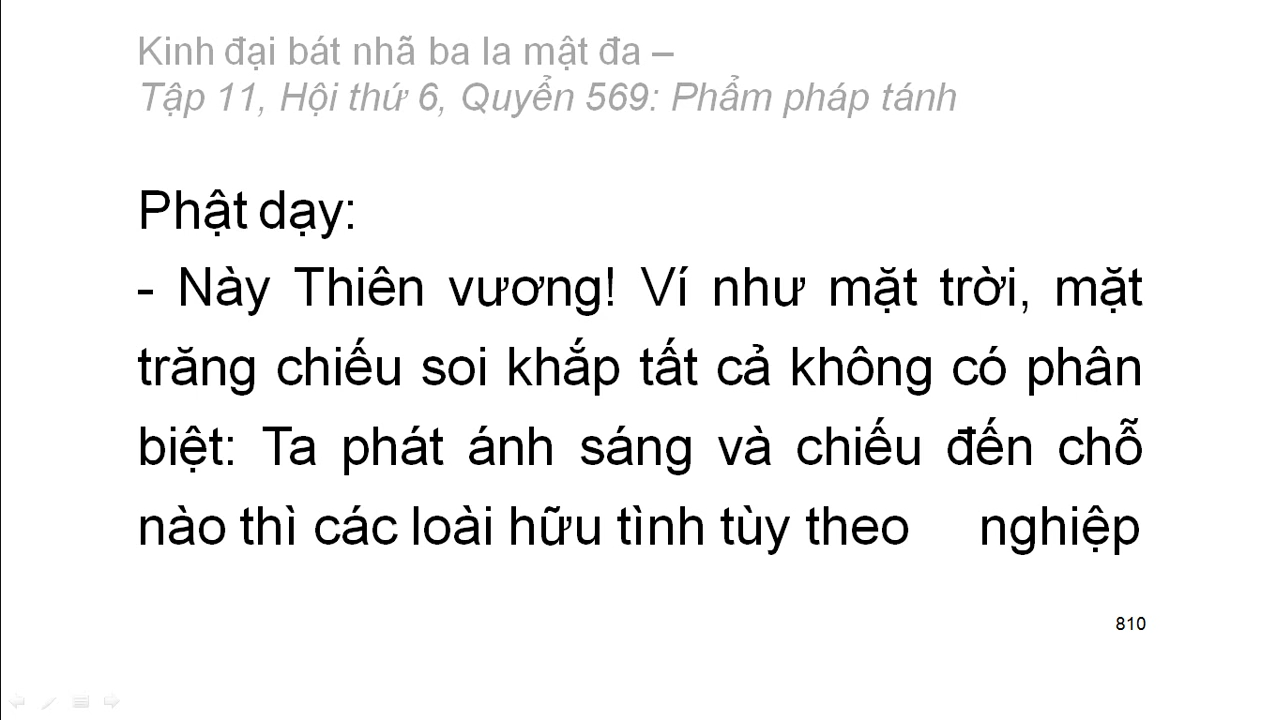 Kinh đại bát nhã ba la mật đa –
Tập 11, Hội thứ 6, Quyển 569: Phẩm pháp tánh
Phật dạy:
- Này Thiên vương! Ví như mặt trời, mặt
trăng chiếu soi khắp tất cả không có phân
biệt: Ta phát ánh sáng và chiếu đến chỗ
nào thì các loài hữu tình tùy theo nghiệp
810